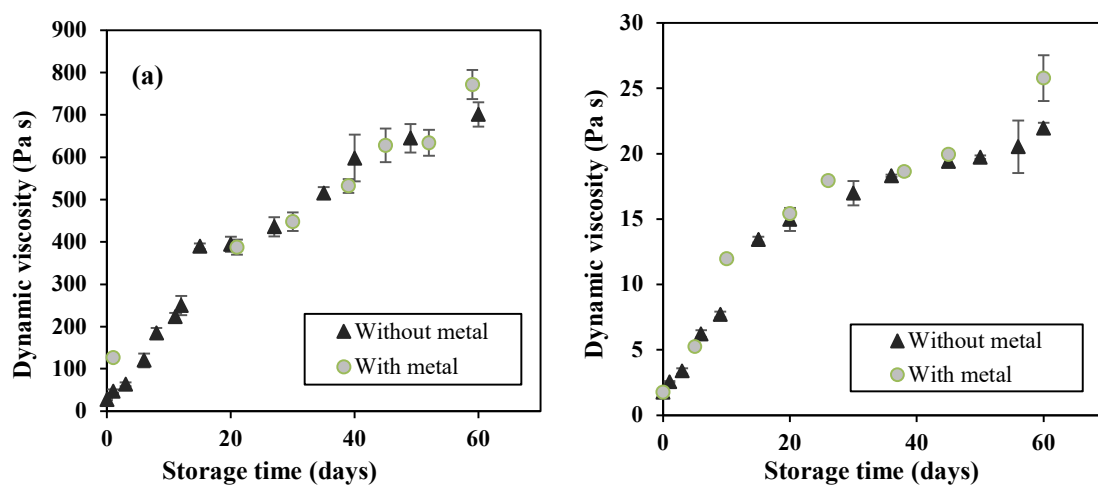 900
800
700
600
500
400
300
200
100
0
Dynamic viscosity (Pa s)
(a)
Without metal
With metal
0 20 40 60
Storage time (days)
30
25
20
15
10
5
0
Dynamic viscosity (Pa s)
Without metal
With metal
0 20 40 60
Storage time (days)